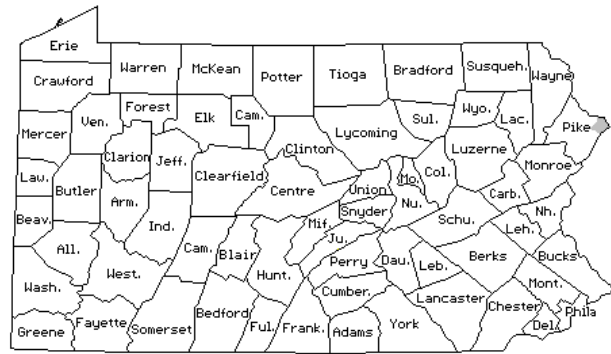 Erie
Crawford
Warren
McKean
Potter
Tioga
Bradford
Susqueh.
Wayne
Forest
Elk
Cam.
Ven.
Mercer
Lycoming
Sul.
Wyo.
Lac.
Pike
Clarion
Jeff.
Clinton
Luzerne
Monroe
Law.
Butler
Clearfield
Centre
Union
Mo.
Col.
Carb.
Arm.
Snyder
Nu.
Beav.
Ind.
Mif.
Ju.
Schu.
Leh.
Nh.
All.
West.
Cam.
Blair
Hunt.
Perry
Dau.
Leb.
Berks
Bucks
Wash.
Cumber.
Lancaster
Mont.
Chester
Phila
Greene
Fayette
Somerset
Bedford
Ful.
Frank.
Adams
York
Del.